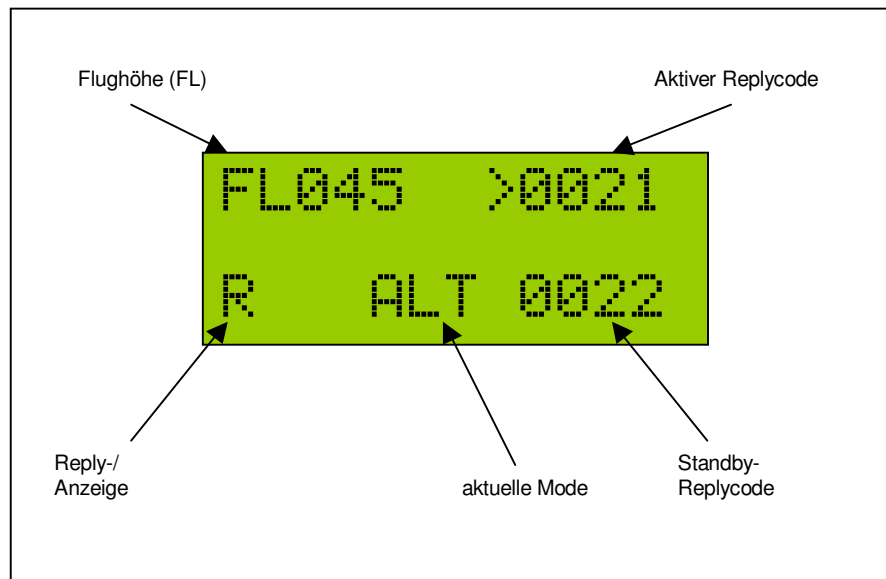 Flughöhe (FL)
Aktiver Replycode
FL045 >0021
R ALT 0022
Reply-/
Anzeige
aktuelle Mode
Standby-
Replycode